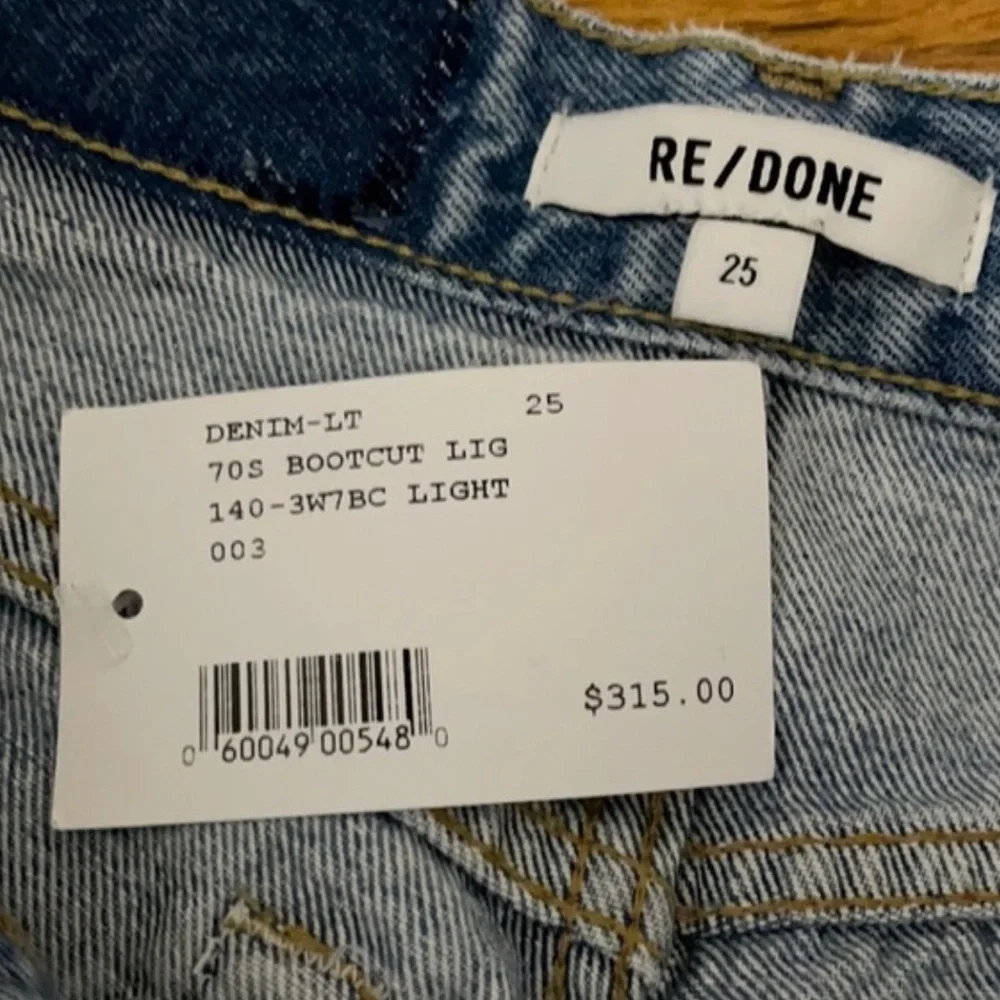 RE/DONE
25
DENIM-LT 25
70S BOOTCUT LIG
140-3W7BC LIGHT
003
$315.00
0 60049 00548 0